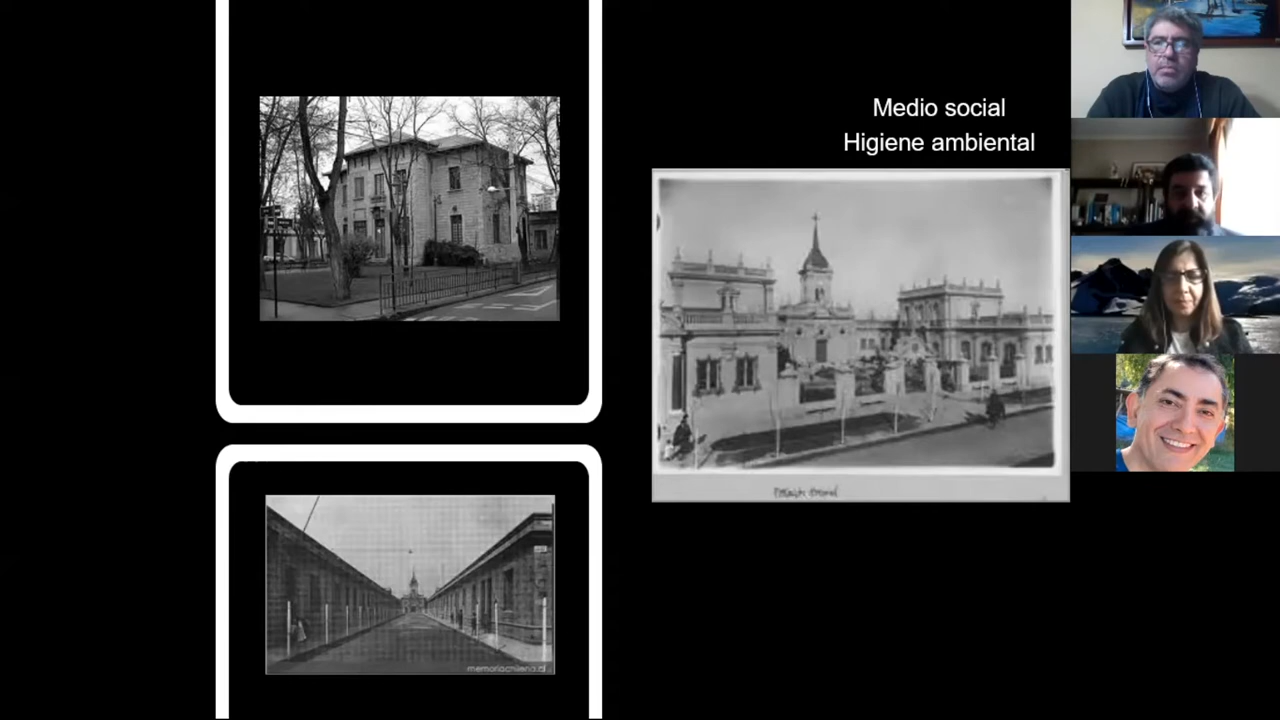 Medio social
Higiene ambiental
memoriachilena.cl